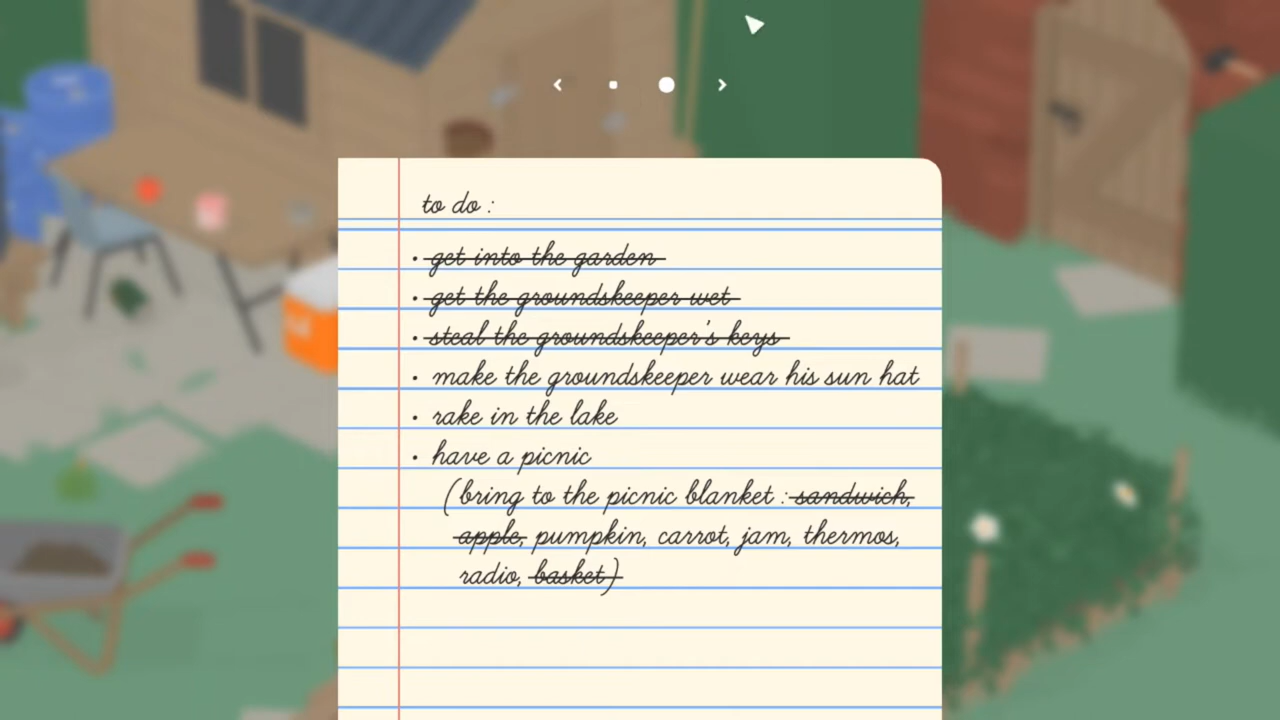 to do :
• get into the garden
• get the groundskeeper wet
• steal the groundskeeper's keys
• make the groundskeeper wear his sun hat
• rake in the lake
• have a picnic
(bring to the picnic blanket : sandwich,
apple, pumpkin, carrot, jam, thermos,
radio, basket)